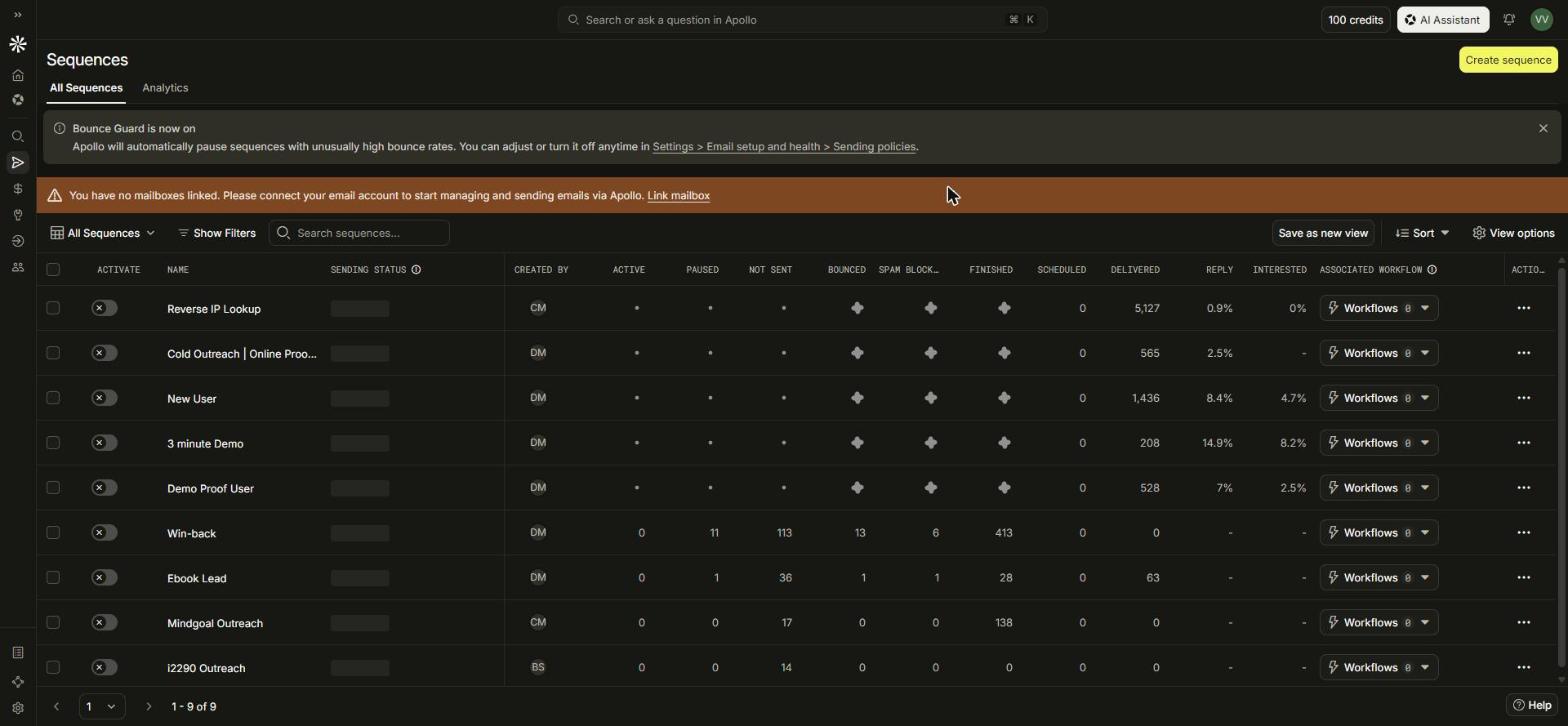 Search or ask a question in Apollo ⌘ K 100 credits AI Assistant VV
Sequences Create sequence
All Sequences Analytics
Bounce Guard is now on
Apollo will automatically pause sequences with unusually high bounce rates. You can adjust or turn it off anytime in Settings > Email setup and health > Sending policies.
You have no mailboxes linked. Please connect your email account to start managing and sending emails via Apollo. Link mailbox
All Sequences Show Filters Search sequences... Save as new view Sort View options
ACTIVATE NAME SENDING STATUS CREATED BY ACTIVE PAUSED NOT SENT BOUNCED SPAM BLOCK... FINISHED SCHEDULED DELIVERED REPLY INTERESTED ASSOCIATED WORKFLOW ACTIO...
Reverse IP Lookup CM 0 5,127 0.9% 0% Workflows 0
Cold Outreach | Online Proo... DM 0 565 2.5% - Workflows 0
New User DM 0 1,436 8.4% 4.7% Workflows 0
3 minute Demo DM 0 208 14.9% 8.2% Workflows 0
Demo Proof User DM 0 528 7% 2.5% Workflows 0
Win-back DM 0 11 113 13 6 413 0 0 - - Workflows 0
Ebook Lead DM 0 1 36 1 1 28 0 63 - - Workflows 0
Mindgoal Outreach CM 0 0 17 0 0 138 0 0 - - Workflows 0
i2290 Outreach BS 0 0 14 0 0 0 0 0 - - Workflows 0
1 1 - 9 of 9 Help